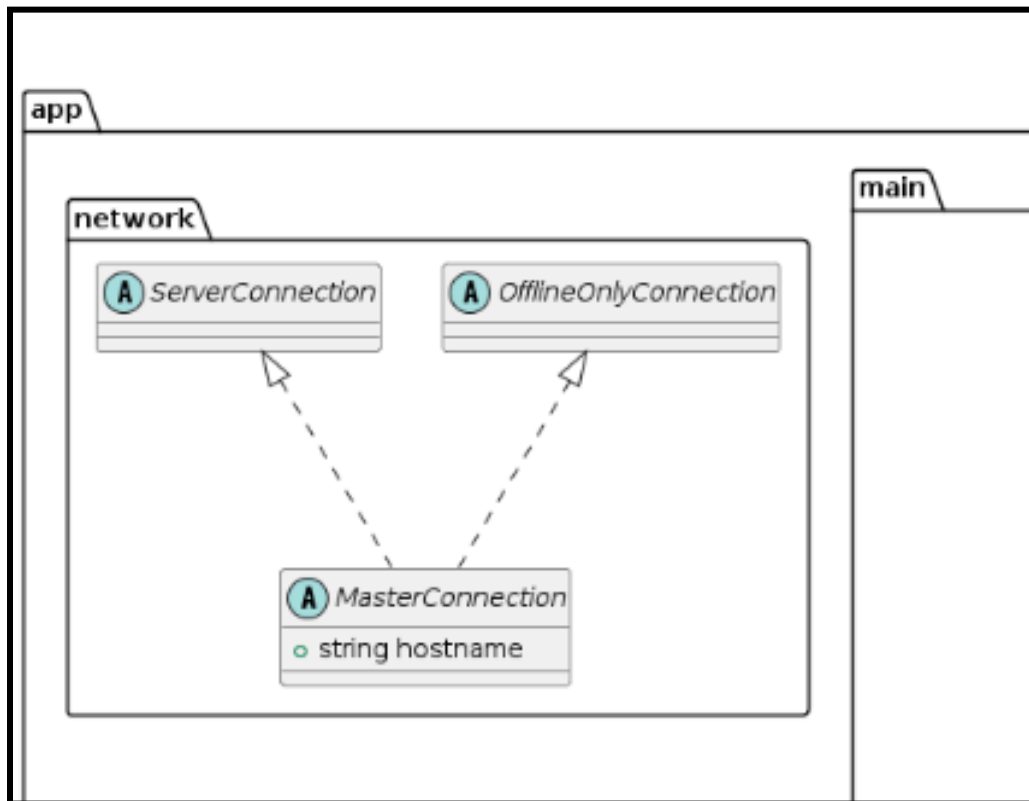 app
main
network
A ServerConnection
A OfflineOnlyConnection
A MasterConnection
string hostname